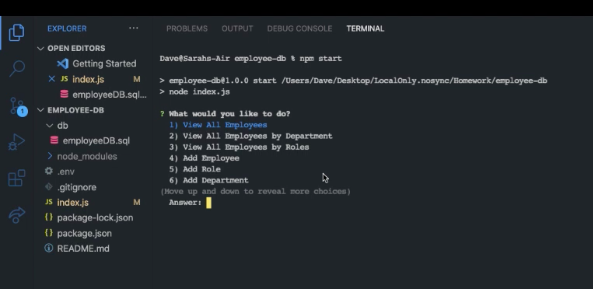 EXPLORER
OPEN EDITORS
Getting Started
JS index.js M
employeeDB.sql...
EMPLOYEE-DB
db
employeeDB.sql
node_modules
.env
.gitignore
JS index.js M
{} package-lock.json
{} package.json
README.md
1
PROBLEMS OUTPUT DEBUG CONSOLE TERMINAL
Dave@Sarahs-Air employee-db % npm start
> employee-db@1.0.0 start /Users/Dave/Desktop/LocalOnly.nosync/Homework/employee-db
> node index.js
? What would you like to do?
1) View All Employees
2) View All Employees by Department
3) View All Employees by Roles
4) Add Employee
5) Add Role
6) Add Department
(Move up and down to reveal more choices)
Answer: